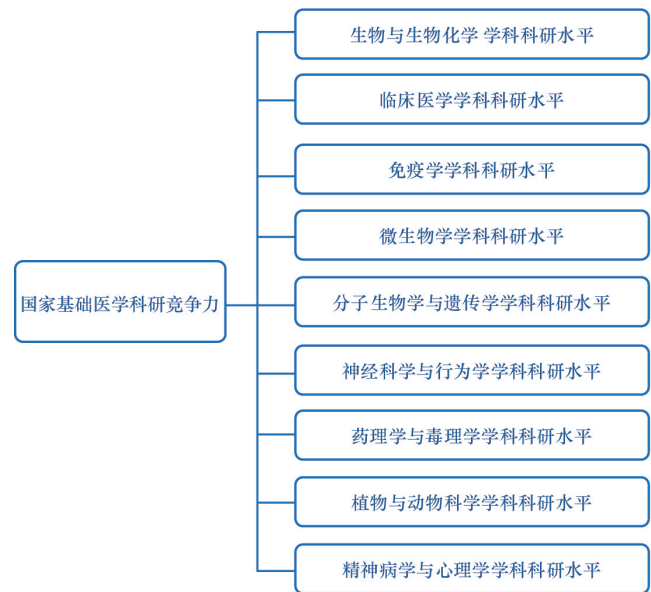 生物与生物化学 学科科研水平
临床医学学科科研水平
免疫学学科科研水平
微生物学学科科研水平
国家基础医学科研竞争力
分子生物学与遗传学学科科研水平
神经科学与行为学学科科研水平
药理学与毒理学学科科研水平
植物与动物科学学科科研水平
精神病学与心理学学科科研水平